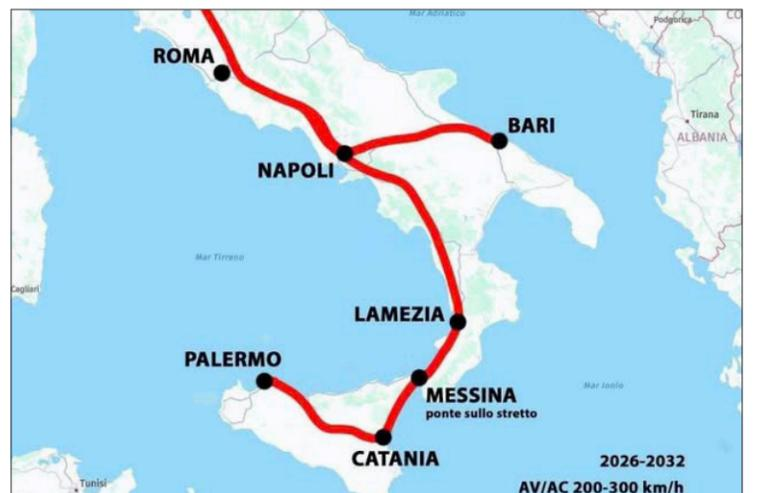 Mar Adriatico
CO
Podgorica
ROMA
BARI
Tirana
ALBANIA
NAPOLI
Mar Tirreno
Cagliari
LAMEZIA
PALERMO
MESSINA
ponte sullo stretto
Mar Ionio
CATANIA
2026-2032
Tunisi
AV/AC 200-300 km/h